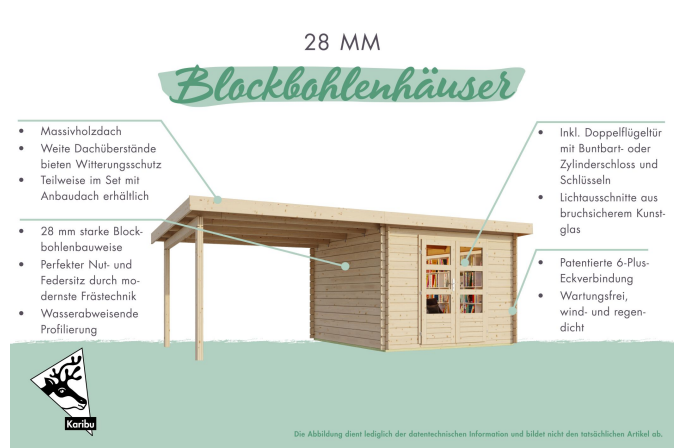 28 MM
Blockbohlenhäuser
• Massivholzdach
• Weite Dachüberstände
bieten Witterungsschutz
• Teilweise im Set mit
Anbaudach erhältlich
• 28 mm starke Block-
bohlenbauweise
• Perfekter Nut- und
Federsitz durch mo-
dernste Frästechnik
• Wasserabweisende
Profilierung
• Inkl. Doppelflügeltür
mit Buntbart- oder
Zylinderschloss und
Schlüsseln
• Lichtausschnitte aus
bruchsicherem Kunst-
glas
• Patentierte 6-Plus-
Eckverbindung
• Wartungsfrei,
wind- und regen-
dicht
Karibu
Die Abbildung dient lediglich der datentechnischen Information und bildet nicht den tatsächlichen Artikel ab.